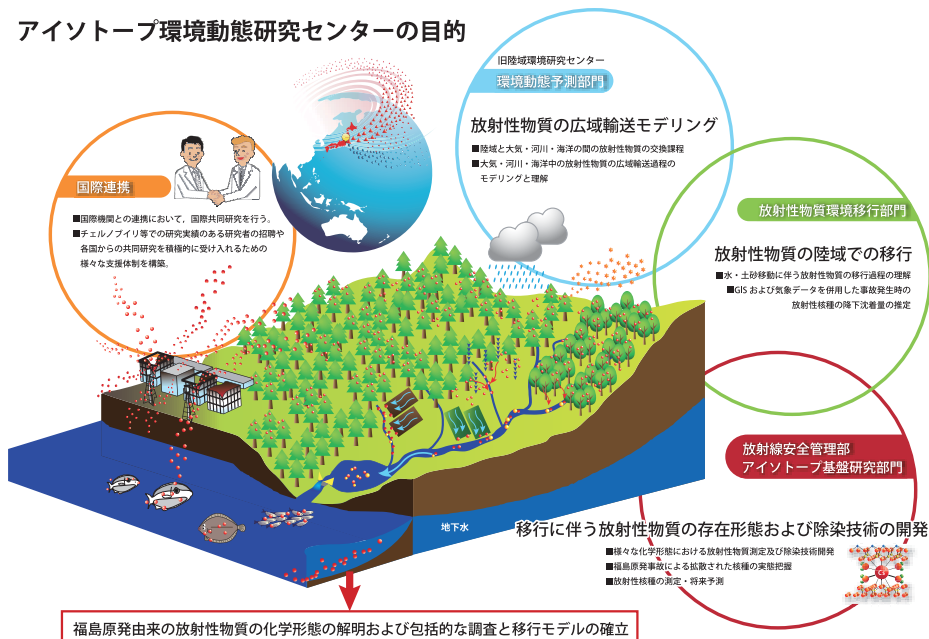 アイソトープ環境動態研究センターの目的
旧陸域環境研究センター
環境動態予測部門
放射性物質の広域輸送モデリング
■陸域と大気・河川・海洋の間の放射性物質の交換課程
■大気・河川・海洋中の放射性物質の広域輸送過程の
モデリングと理解
国際連携
■国際機関との連携において，国際共同研究を行う。
■チェルノブイリ等での研究実績のある研究者の招聘や
各国からの共同研究を積極的に受け入れるための
様々な支援体制を構築。
放射性物質環境移行部門
放射性物質の陸域での移行
■水・土砂移動に伴う放射性物質の移行過程の理解
■GIS および気象データを併用した事故発生時の
放射性核種の降下沈着量の推定
放射線安全管理部
アイソトープ基盤研究部門
地下水
移行に伴う放射性物質の存在形態および除染技術の開発
■様々な化学形態における放射性物質測定及び除染技術開発
■福島原発事故による拡散された核種の実態把握
■放射性核種の測定・将来予測
Cs
福島原発由来の放射性物質の化学形態の解明および包括的な調査と移行モデルの確立